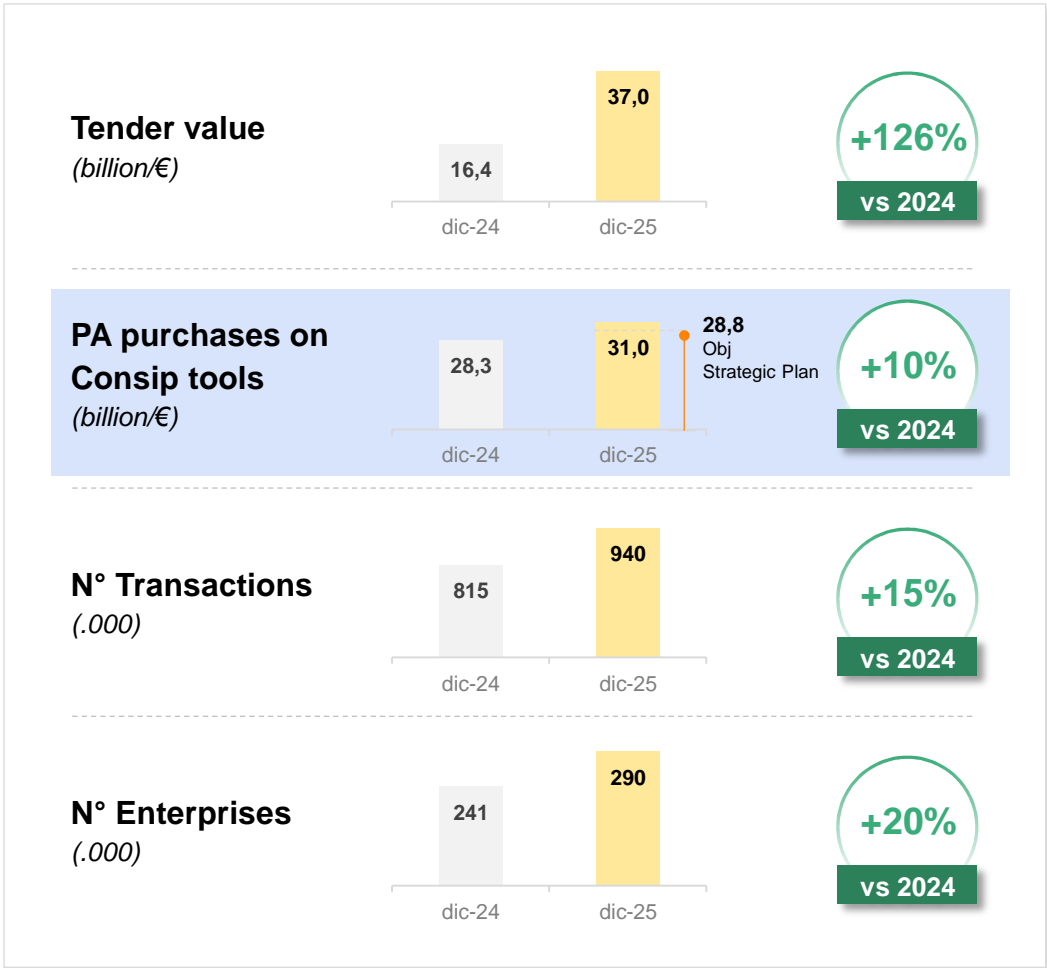 Tender value
(billion/€)
16,4
37,0
dic-24
dic-25
+126%
vs 2024
PA purchases on
Consip tools
(billion/€)
28,3
31,0
28,8
Obj
Strategic Plan
dic-24
dic-25
+10%
vs 2024
N° Transactions
(.000)
815
940
dic-24
dic-25
+15%
vs 2024
N° Enterprises
(.000)
241
290
dic-24
dic-25
+20%
vs 2024